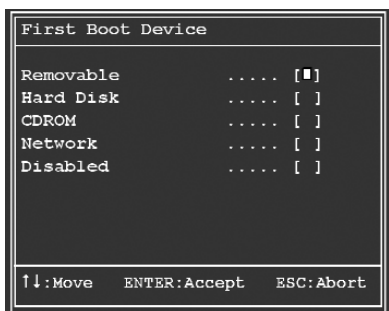 First Boot Device
Removable ..... [■]
Hard Disk ..... [ ]
CDROM ..... [ ]
Network ..... [ ]
Disabled ..... [ ]
↑↓:Move ENTER:Accept ESC:Abort